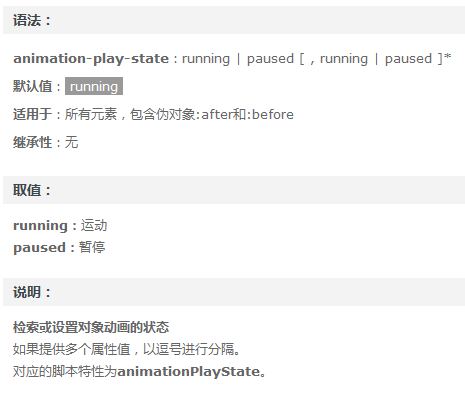 语法：
animation-play-state：running | paused [ , running | paused ]*
默认值：running
适用于：所有元素，包含伪对象:after和:before
继承性：无
取值：
running：运动
paused：暂停
说明：
检索或设置对象动画的状态
如果提供多个属性值，以逗号进行分隔。
对应的脚本特性为animationPlayState。